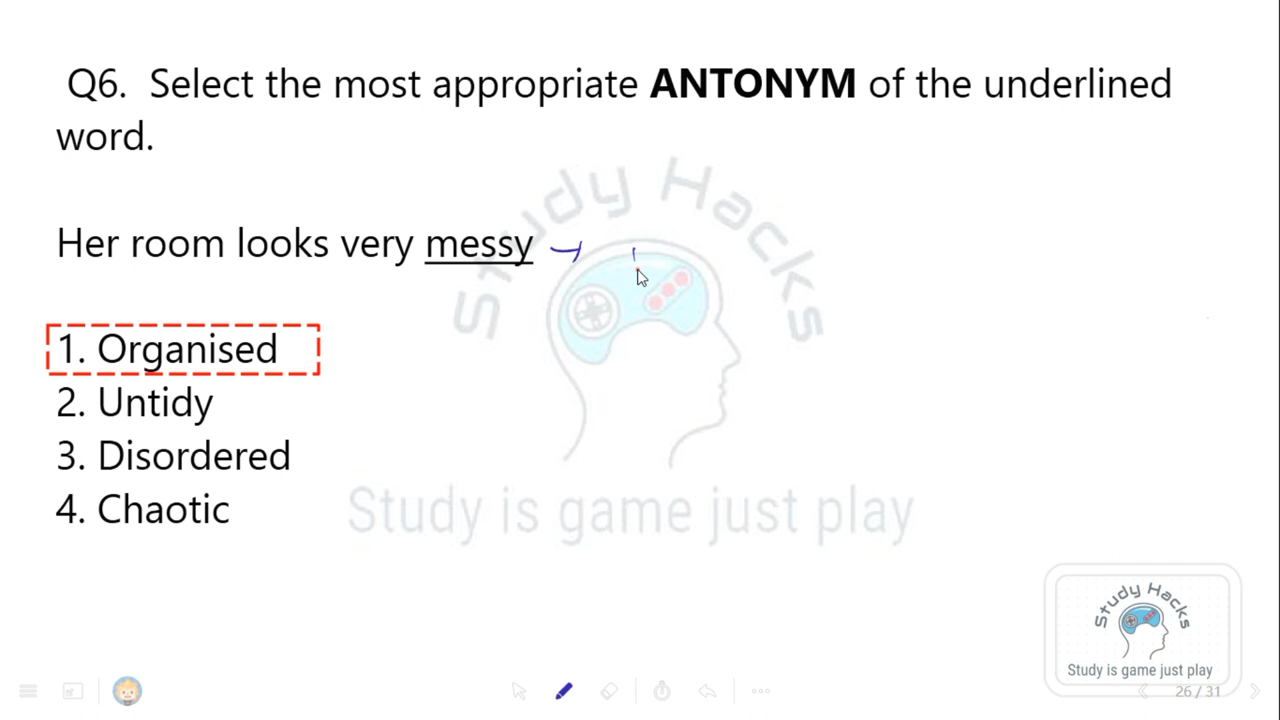 Q6. Select the most appropriate ANTONYM of the underlined
word.
Her room looks very messy
1. Organised
2. Untidy
3. Disordered
4. Chaotic
Study Hacks
Study is game just play
Study Hacks
Study is game just play
26 / 31